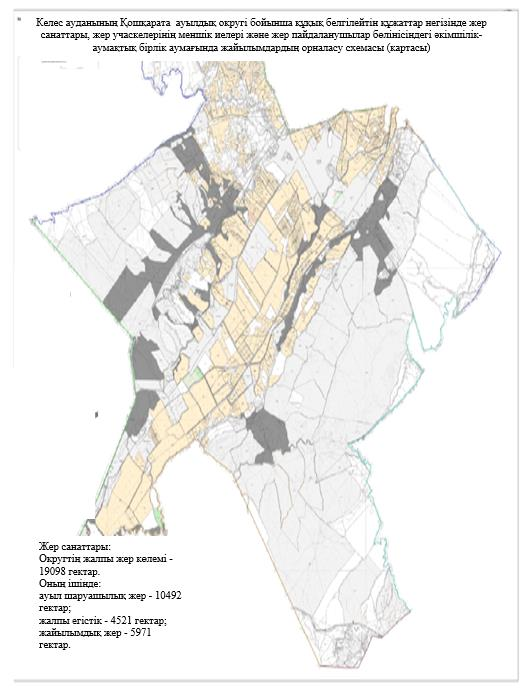 Келес ауданының Қошқарата ауылдық округі бойынша құқық белгілейтін құжаттар негізінде жер
санаттары, жер учаскелерінің меншік иелері және жер пайдаланушылар бөлінісіндегі әкімшілік-
аумақтық бірлік аумағында жайылымдардың орналасу схемасы (картасы)
Жер санаттары:
Округтің жалпы жер көлемі -
19098 гектар.
Оның ішінде:
ауыл шаруашылық жер - 10492
гектар;
жалпы егістік - 4521 гектар;
жайылымдық жер - 5971
гектар.